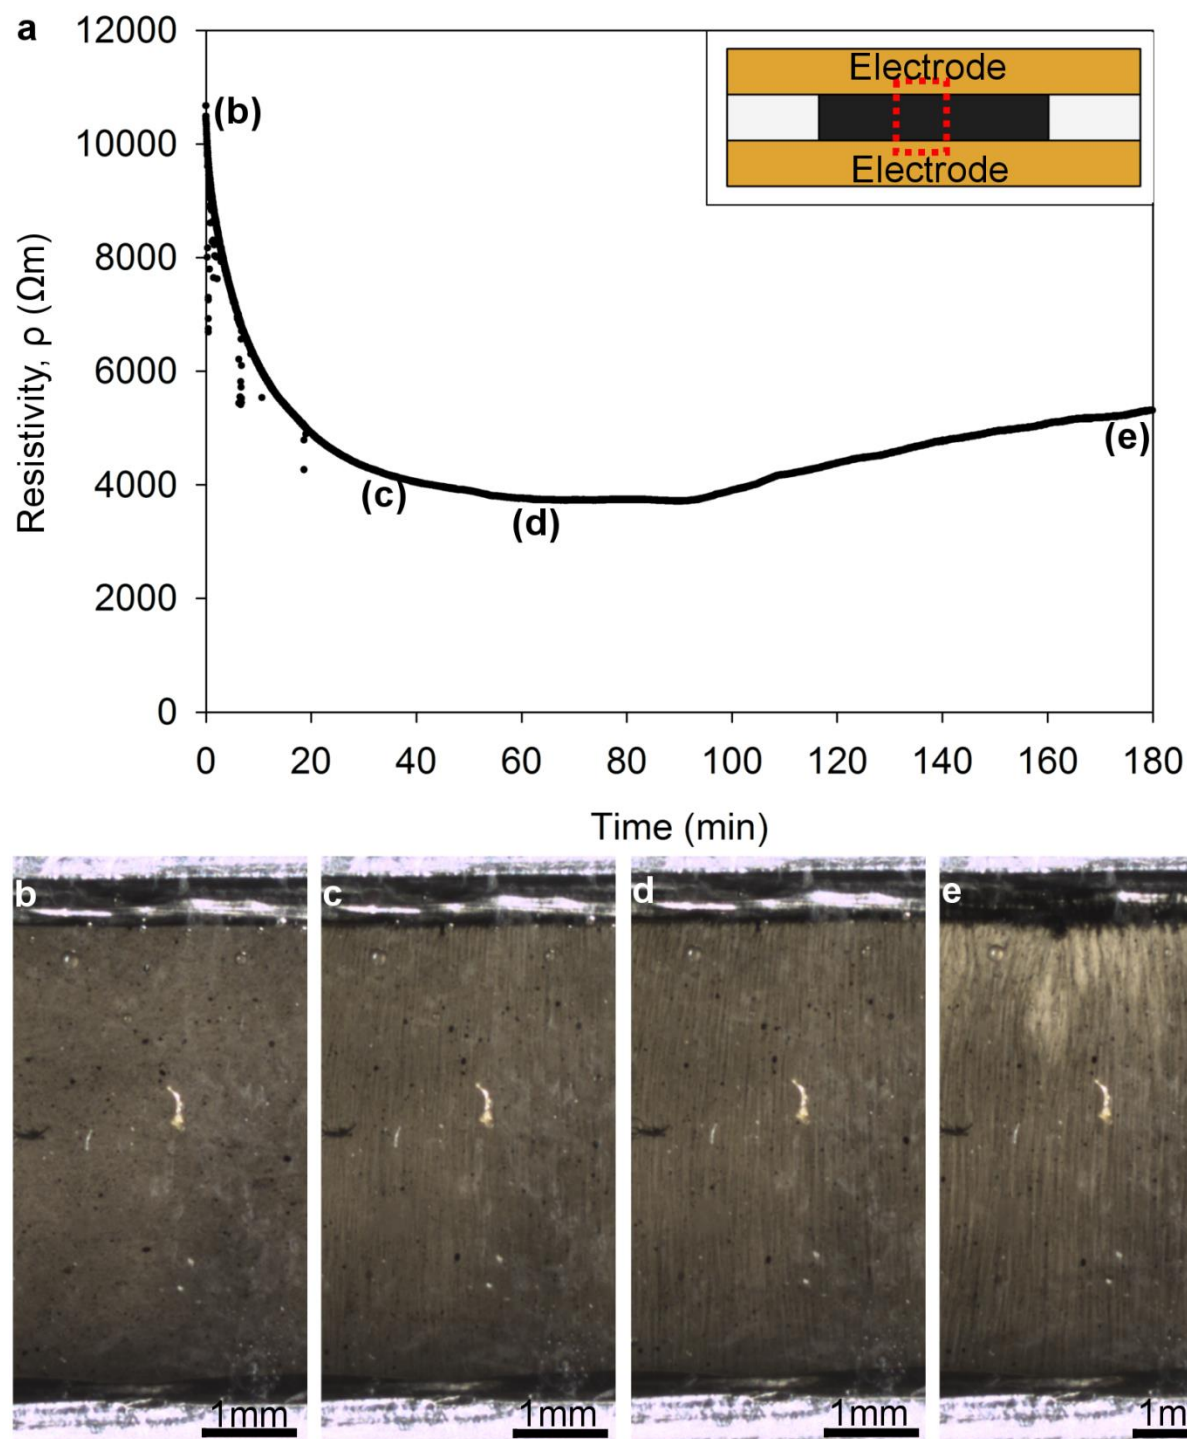 a
12000
10000
8000
6000
4000
2000
0
Resistivity, ρ (Ωm)
(b)
(c)
(d)
(e)
Electrode
Electrode
0 20 40 60 80 100 120 140 160 180
Time (min)
b
c
d
e
1mm
1mm
1mm
1m